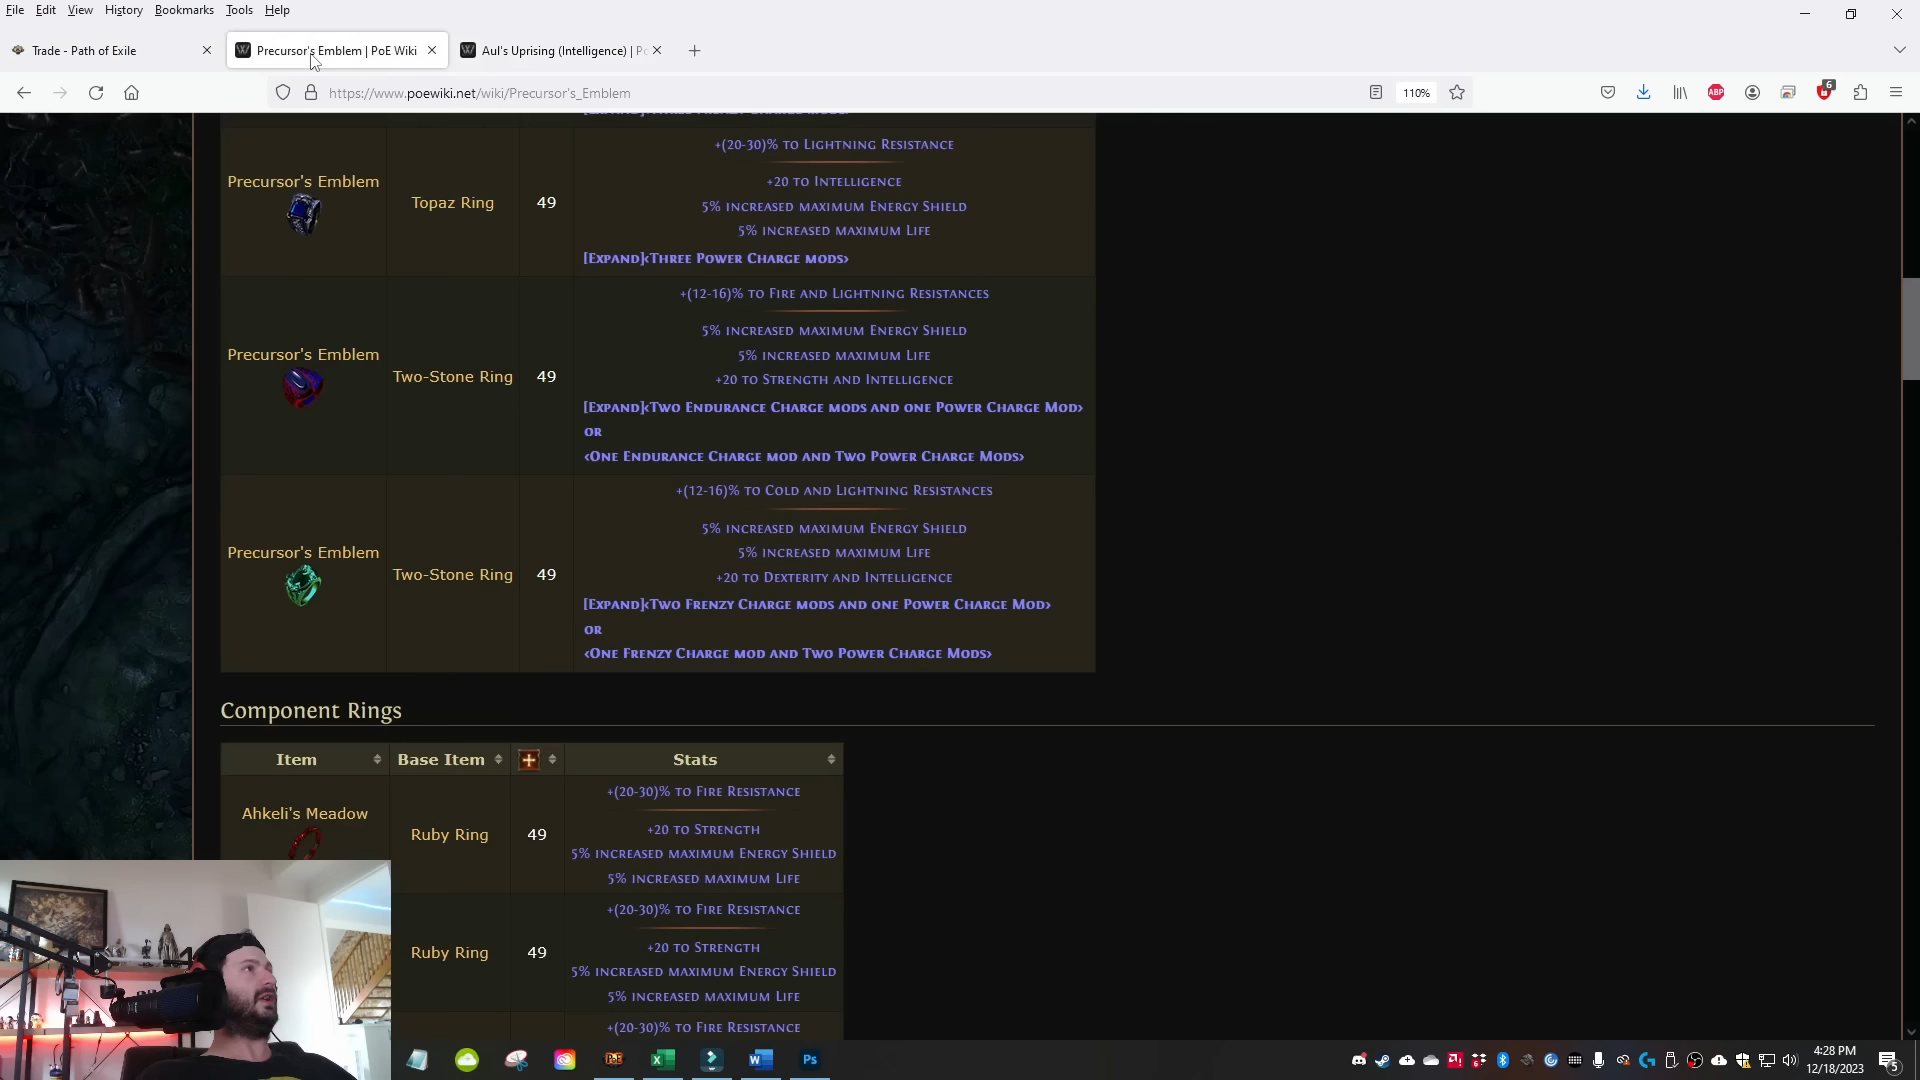 File Edit View History Bookmarks Tools Help
Trade - Path of Exile
Precursor's Emblem | PoE Wiki
Aul's Uprising (Intelligence) | Po
https://www.poewiki.net/wiki/Precursor's_Emblem
110%
ABP
6
+(20-30)% to Lightning Resistance
+20 to Intelligence
5% increased maximum Energy Shield
5% increased maximum Life
[Expand]<Three Power Charge mods>
Precursor's Emblem
Topaz Ring
49
+(12-16)% to Fire and Lightning Resistances
5% increased maximum Energy Shield
5% increased maximum Life
+20 to Strength and Intelligence
[Expand]<Two Endurance Charge mods and one Power Charge Mod>
or
<One Endurance Charge mod and Two Power Charge Mods>
Precursor's Emblem
Two-Stone Ring
49
+(12-16)% to Cold and Lightning Resistances
5% increased maximum Energy Shield
5% increased maximum Life
+20 to Dexterity and Intelligence
[Expand]<Two Frenzy Charge mods and one Power Charge Mod>
or
<One Frenzy Charge mod and Two Power Charge Mods>
Precursor's Emblem
Two-Stone Ring
49
Component Rings
Item Base Item Stats
Ahkeli's Meadow
Ruby Ring
49
+(20-30)% to Fire Resistance
+20 to Strength
5% increased maximum Energy Shield
5% increased maximum Life
Ruby Ring
49
+(20-30)% to Fire Resistance
+20 to Strength
5% increased maximum Energy Shield
5% increased maximum Life
+(20-30)% to Fire Resistance
Ps
4:28 PM
12/18/2023
5